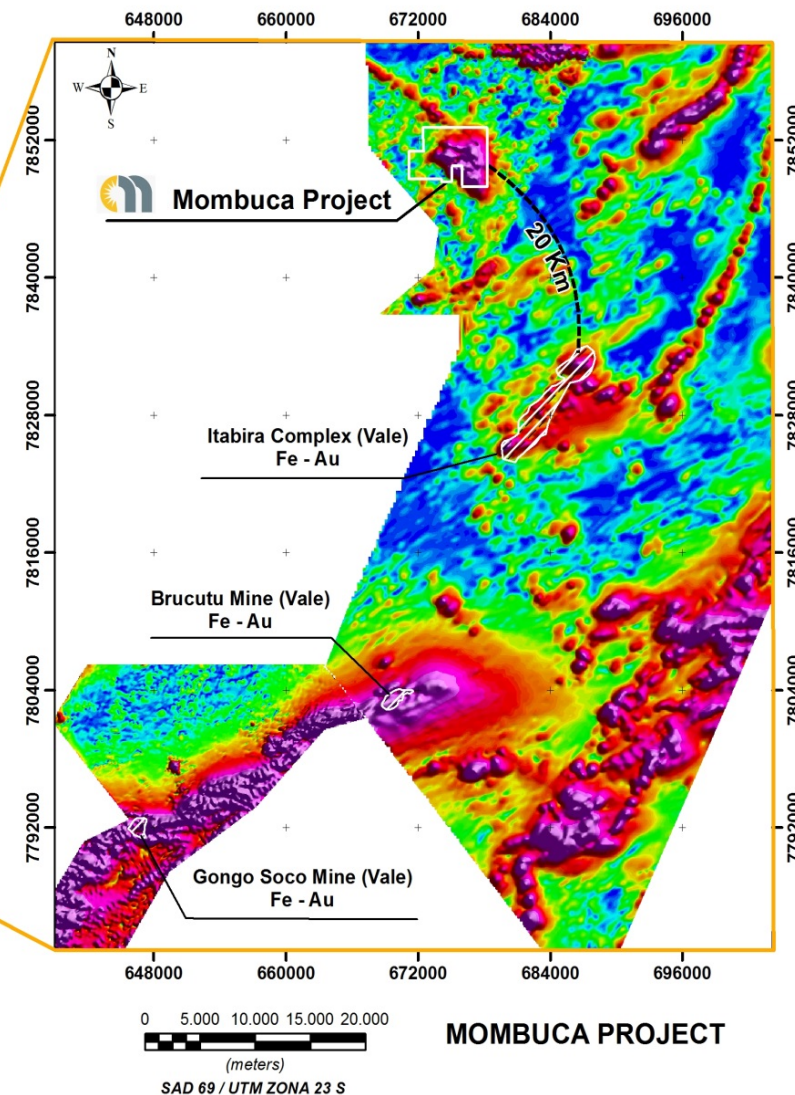 648000 660000 672000 684000 696000
N
W E
S
7852000 7852000
Mombuca Project
20 Km
7840000 7840000
7828000 7828000
Itabira Complex (Vale)
Fe - Au
7816000 7816000
Brucutu Mine (Vale)
Fe - Au
7804000 7804000
7792000 7792000
Gongo Soco Mine (Vale)
Fe - Au
648000 660000 672000 684000 696000
0 5.000 10.000 15.000 20.000
(meters)
SAD 69 / UTM ZONA 23 S
MOMBUCA PROJECT